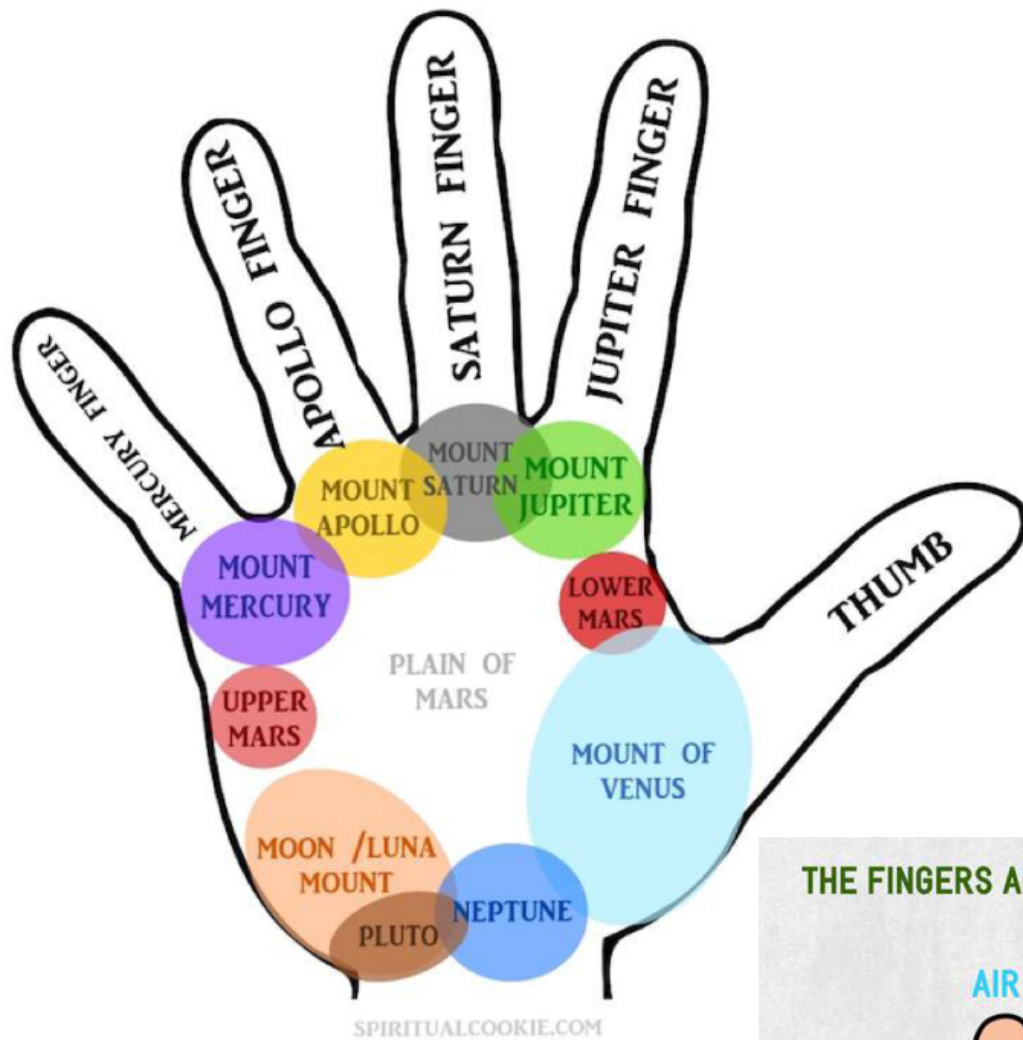 SATURN FINGER
JUPITER FINGER
APOLLO FINGER
MERCURY FINGER
THUMB
MOUNT
SATURN
MOUNT
JUPITER
MOUNT
APOLLO
MOUNT
MERCURY
LOWER
MARS
PLAIN OF
MARS
UPPER
MARS
MOUNT OF
VENUS
MOON /LUNA
MOUNT
NEPTUNE
PLUTO
THE FINGERS A
AIR
SPIRITUALCOOKIE.COM